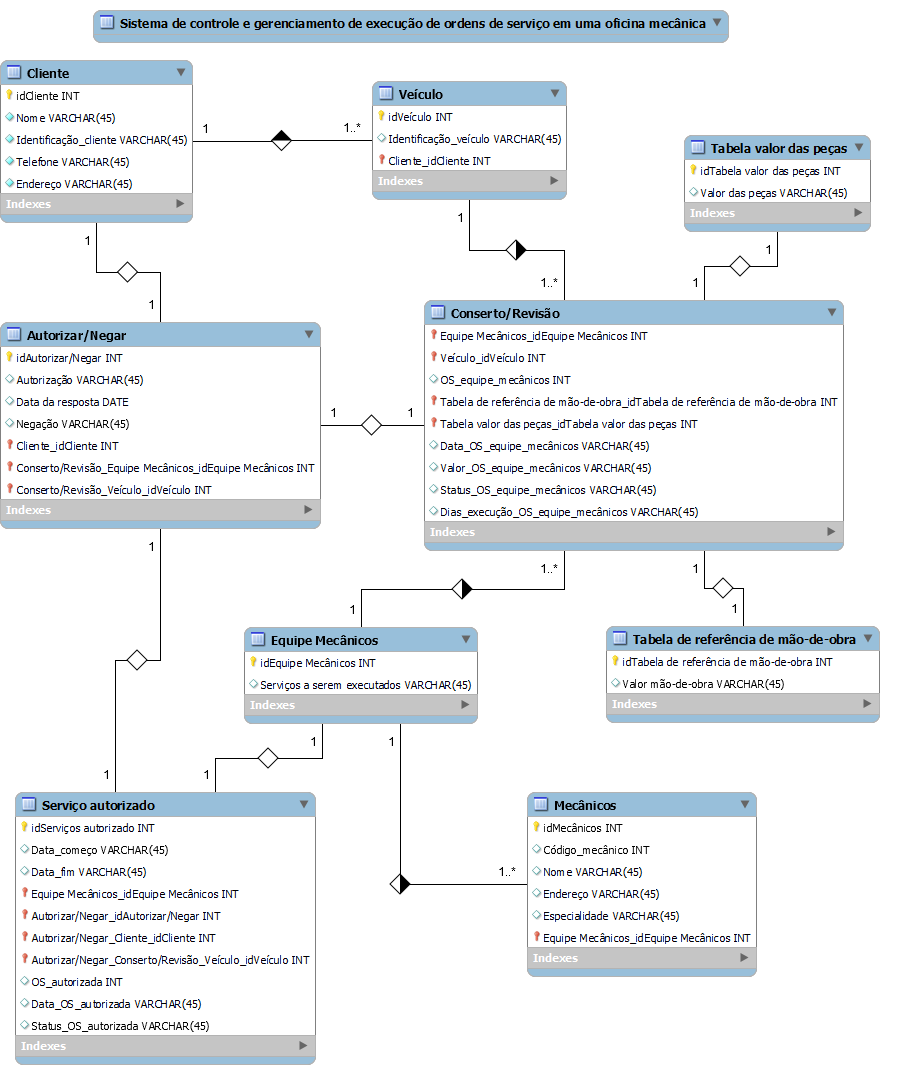 Sistema de controle e gerenciamento de execução de ordens de serviço em uma oficina mecânica
Cliente
idCliente INT
Nome VARCHAR(45)
Identificação_cliente VARCHAR(45)
Telefone VARCHAR(45)
Endereço VARCHAR(45)
Indexes
1
1..*
Veículo
idVeículo INT
Identificação_veículo VARCHAR(45)
Cliente_idCliente INT
Indexes
Tabela valor das peças
idTabela valor das peças INT
Valor das peças VARCHAR(45)
Indexes
1
1
1
1..*
1
1
Autorizar/Negar
idAutorizar/Negar INT
Autorização VARCHAR(45)
Data da resposta DATE
Negação VARCHAR(45)
Cliente_idCliente INT
Conserto/Revisão_Equipe Mecânicos_idEquipe Mecânicos INT
Conserto/Revisão_Veículo_idVeículo INT
Indexes
1
1
Conserto/Revisão
Equipe Mecânicos_idEquipe Mecânicos INT
Veículo_idVeículo INT
OS_equipe_mecânicos INT
Tabela de referência de mão-de-obra_idTabela de referência de mão-de-obra INT
Tabela valor das peças_idTabela valor das peças INT
Data_OS_equipe_mecânicos VARCHAR(45)
Valor_OS_equipe_mecânicos VARCHAR(45)
Status_OS_equipe_mecânicos VARCHAR(45)
Dias_execução_OS_equipe_mecânicos VARCHAR(45)
Indexes
1
1..*
1
1
1
Equipe Mecânicos
idEquipe Mecânicos INT
Serviços a serem executados VARCHAR(45)
Indexes
Tabela de referência de mão-de-obra
idTabela de referência de mão-de-obra INT
Valor mão-de-obra VARCHAR(45)
Indexes
1
1
1
1
1..*
Serviço autorizado
idServiços autorizado INT
Data_começo VARCHAR(45)
Data_fim VARCHAR(45)
Equipe Mecânicos_idEquipe Mecânicos INT
Autorizar/Negar_idAutorizar/Negar INT
Autorizar/Negar_Cliente_idCliente INT
Autorizar/Negar_Conserto/Revisão_Veículo_idVeículo INT
OS_autorizada INT
Data_OS_autorizada VARCHAR(45)
Status_OS_autorizada VARCHAR(45)
Indexes
Mecânicos
idMecânicos INT
Código_mecânico INT
Nome VARCHAR(45)
Endereço VARCHAR(45)
Especialidade VARCHAR(45)
Equipe Mecânicos_idEquipe Mecânicos INT
Indexes